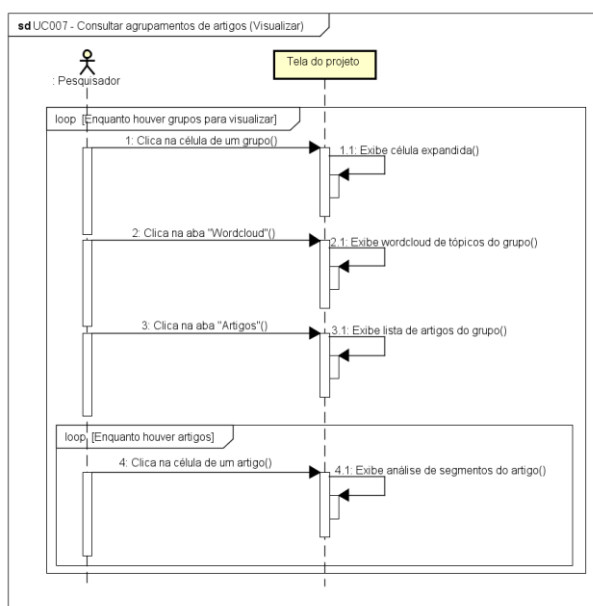 sd UC007 - Consultar agrupamentos de artigos (Visualizar)
: Pesquisador
Tela do projeto
loop [Enquanto houver grupos para visualizar]
1: Clica na célula de um grupo()
1.1: Exibe célula expandida()
2: Clica na aba "Wordcloud"()
2.1: Exibe wordcloud de tópicos do grupo()
3: Clica na aba "Artigos"()
3.1: Exibe lista de artigos do grupo()
loop [Enquanto houver artigos]
4: Clica na célula de um artigo()
4.1: Exibe análise de segmentos do artigo()